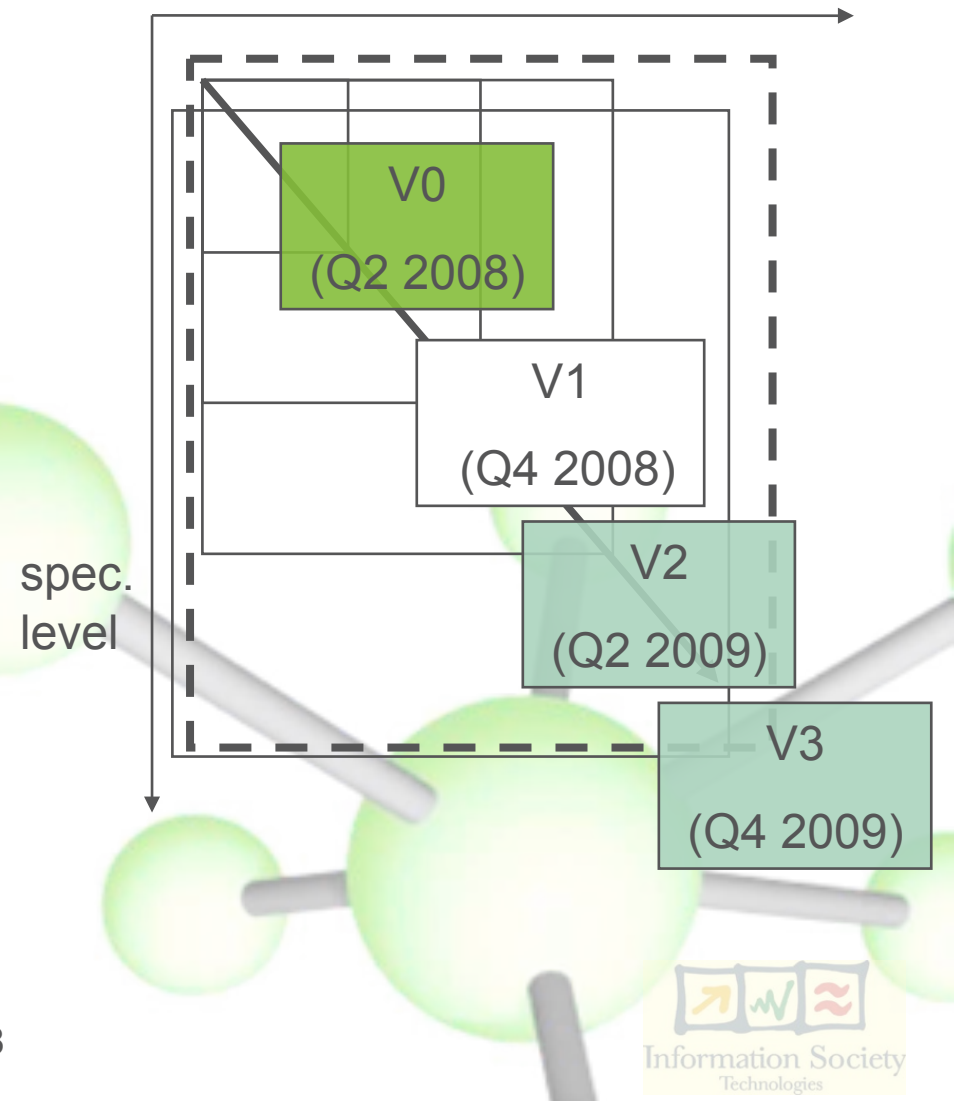 V0
(Q2 2008)
V1
(Q4 2008)
spec.
level
V2
(Q2 2009)
V3
(Q4 2009)
Information Society
Technologies